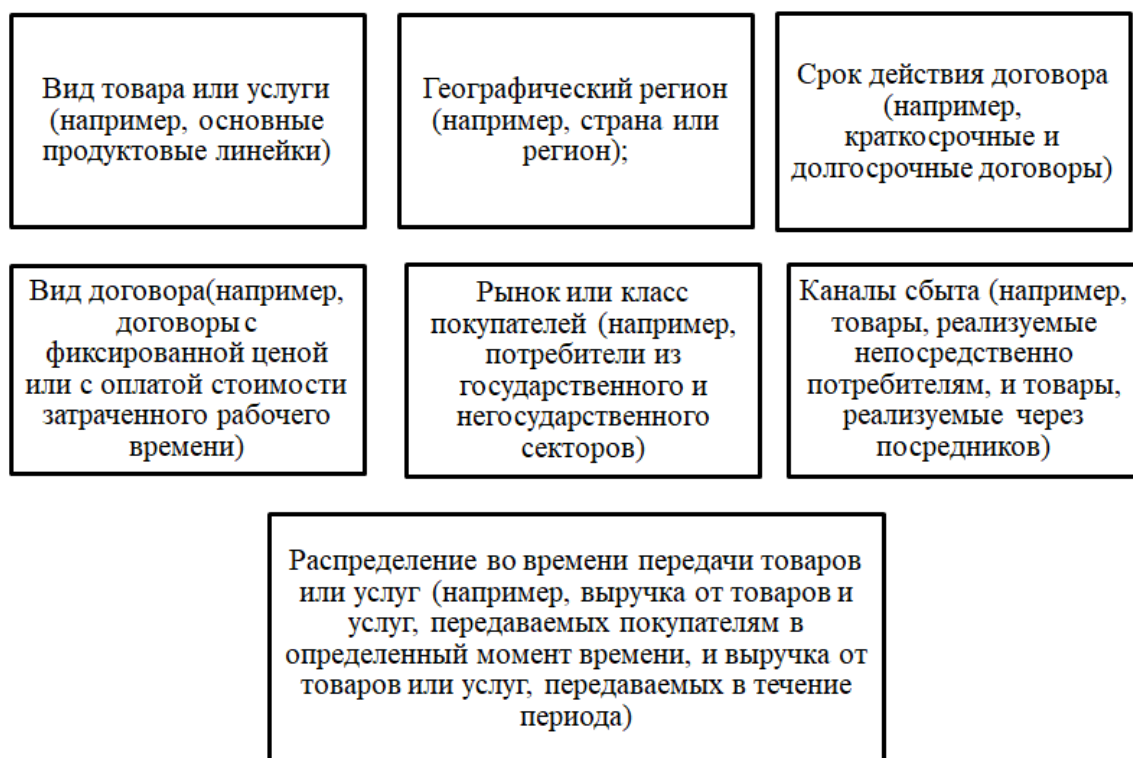 Вид товара или услуги
(например, основные
продуктовые линейки)
Географический регион
(например, страна или
регион);
Срок действия договора
(например,
краткосрочные и
долгосрочные договоры)
Вид договора(например,
договоры с
фиксированной ценой
или с оплатой стоимости
затраченного рабочего
времени)
Рынок или класс
покупателей (например,
потребители из
государственного и
негосударственного
секторов)
Каналы сбыта (например,
товары, реализуемые
непосредственно
потребителям, и товары,
реализуемые через
посредников)
Распределение во времени передачи товаров
или услуг (например, выручка от товаров и
услуг, передаваемых покупателям в
определенный момент времени, и выручка от
товаров или услуг, передаваемых в течение
периода)